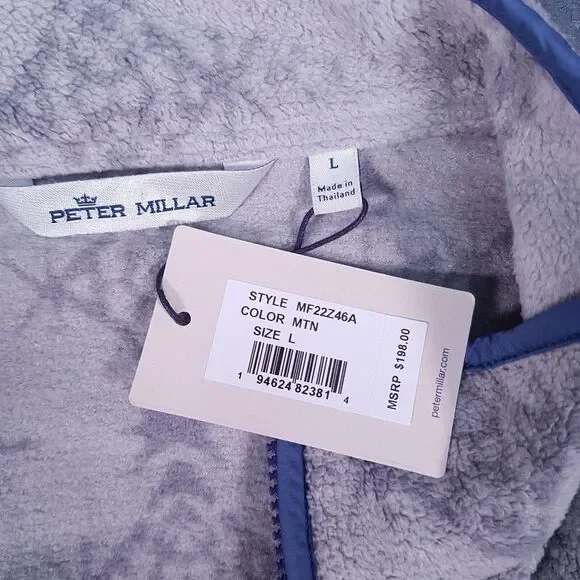 PETER MILLAR
L
Made in
Thailand
STYLE MF22Z46A
COLOR MTN
SIZE L
1 94624 82381 4
MSRP $198.00
petermillar.com